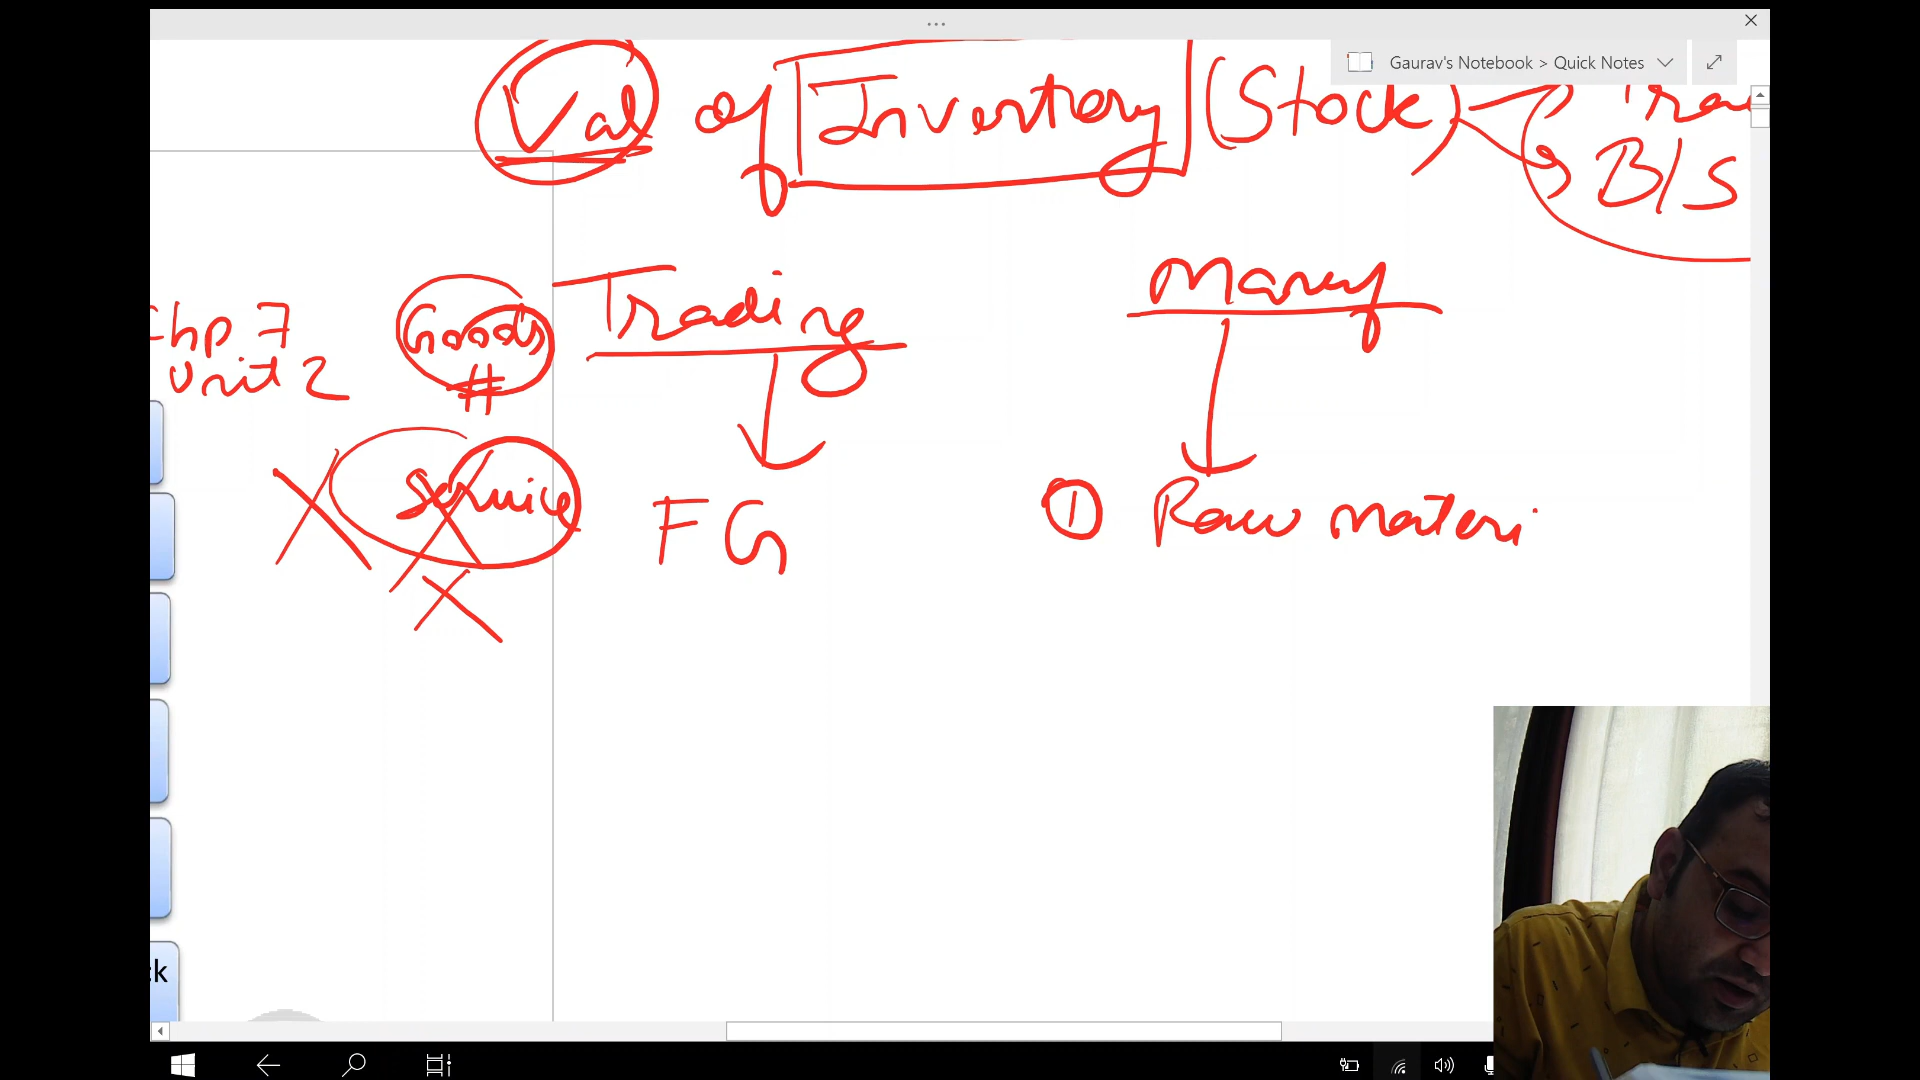 Gaurav's Notebook > Quick Notes
Val of Inventory (Stock)
B/S
Trading
Manuf
Goods
Chp 7
Unit 2
Service
FG
① Raw materi
ck